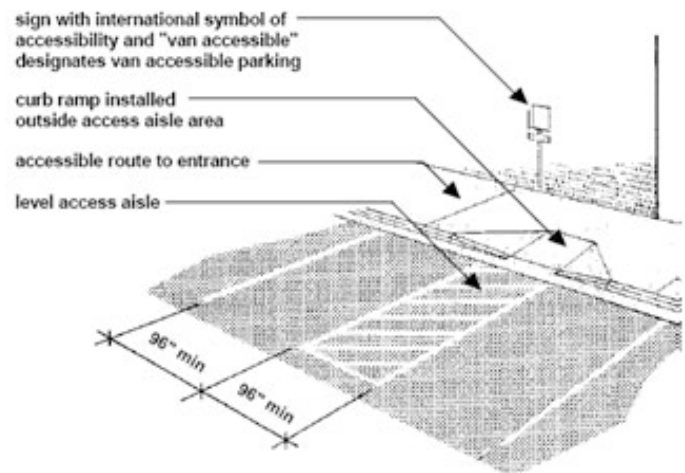 sign with international symbol of
accessibility and "van accessible"
designates van accessible parking
curb ramp installed
outside access aisle area
accessible route to entrance
level access aisle
96" min
96" min